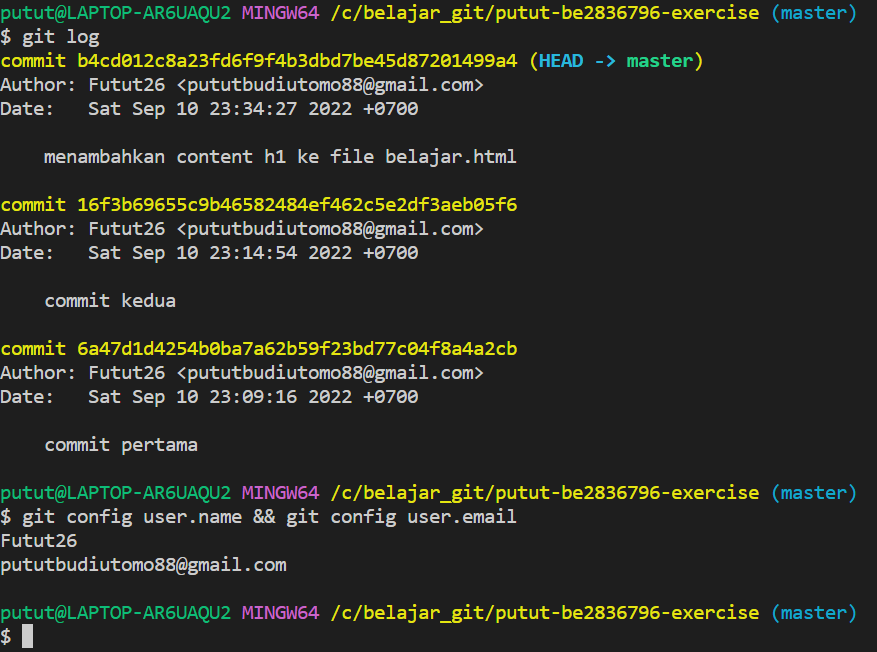 putut@LAPTOP-AR6UAQU2 MINGW64 /c/belajar_git/putut-be2836796-exercise (master)
$ git log
commit b4cd012c8a23fd6f9f4b3dbd7be45d87201499a4 (HEAD -> master)
Author: Futut26 <pututbudiutomo88@gmail.com>
Date:   Sat Sep 10 23:34:27 2022 +0700
    menambahkan content h1 ke file belajar.html
commit 16f3b69655c9b46582484ef462c5e2df3aeb05f6
Author: Futut26 <pututbudiutomo88@gmail.com>
Date:   Sat Sep 10 23:14:54 2022 +0700
    commit kedua
commit 6a47d1d4254b0ba7a62b59f23bd77c04f8a4a2cb
Author: Futut26 <pututbudiutomo88@gmail.com>
Date:   Sat Sep 10 23:09:16 2022 +0700
    commit pertama
putut@LAPTOP-AR6UAQU2 MINGW64 /c/belajar_git/putut-be2836796-exercise (master)
$ git config user.name && git config user.email
Futut26
pututbudiutomo88@gmail.com
putut@LAPTOP-AR6UAQU2 MINGW64 /c/belajar_git/putut-be2836796-exercise (master)
$